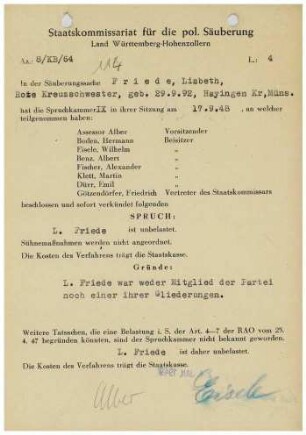 Staatskommissariat für die pol. Säuberung
Land Württemberg-Hohenzollern
8/KB/64
L: 4
114
In der Säuberungssache F r i e d e, Lisbeth,
Rote Kreuzschwester, geb. 29.9.92, Hayingen Kr,Müns.
hat die Spruchkammer IX in ihrer Sitzung am 17.9.48 , an welcher
teilgenommen haben:
Assessor Alber Vorsitzender
Boden, Hermann Beisitzer
Eisele, Wilhelm „
Benz, Albert „
Fischer, Alexander „
Klett, Martin „
Dürr, Emil „
Götzendörfer, Friedrich Vertreter des Staatskommissars
beschlossen und sofort verkündet folgenden
SPRUCH:
L. Friede ist unbelastet.
Sühnemaßnahmen werden nicht angeordnet.
Die Kosten des Verfahrens trägt die Staatskasse.
Gründe:
L. Friede war weder Mitglied der Partei
noch einer ihrer Gliederungen.
Weitere Tatsachen, die eine Belastung i. S. der Art. 4—7 der RAO vom 25.
4. 47 begründen könnten, sind der Spruchkammer nicht bekannt geworden.
L. Friede ist daher unbelastet.
Die Kosten des Verfahrens trägt die Staatskasse.
Alber Eisele